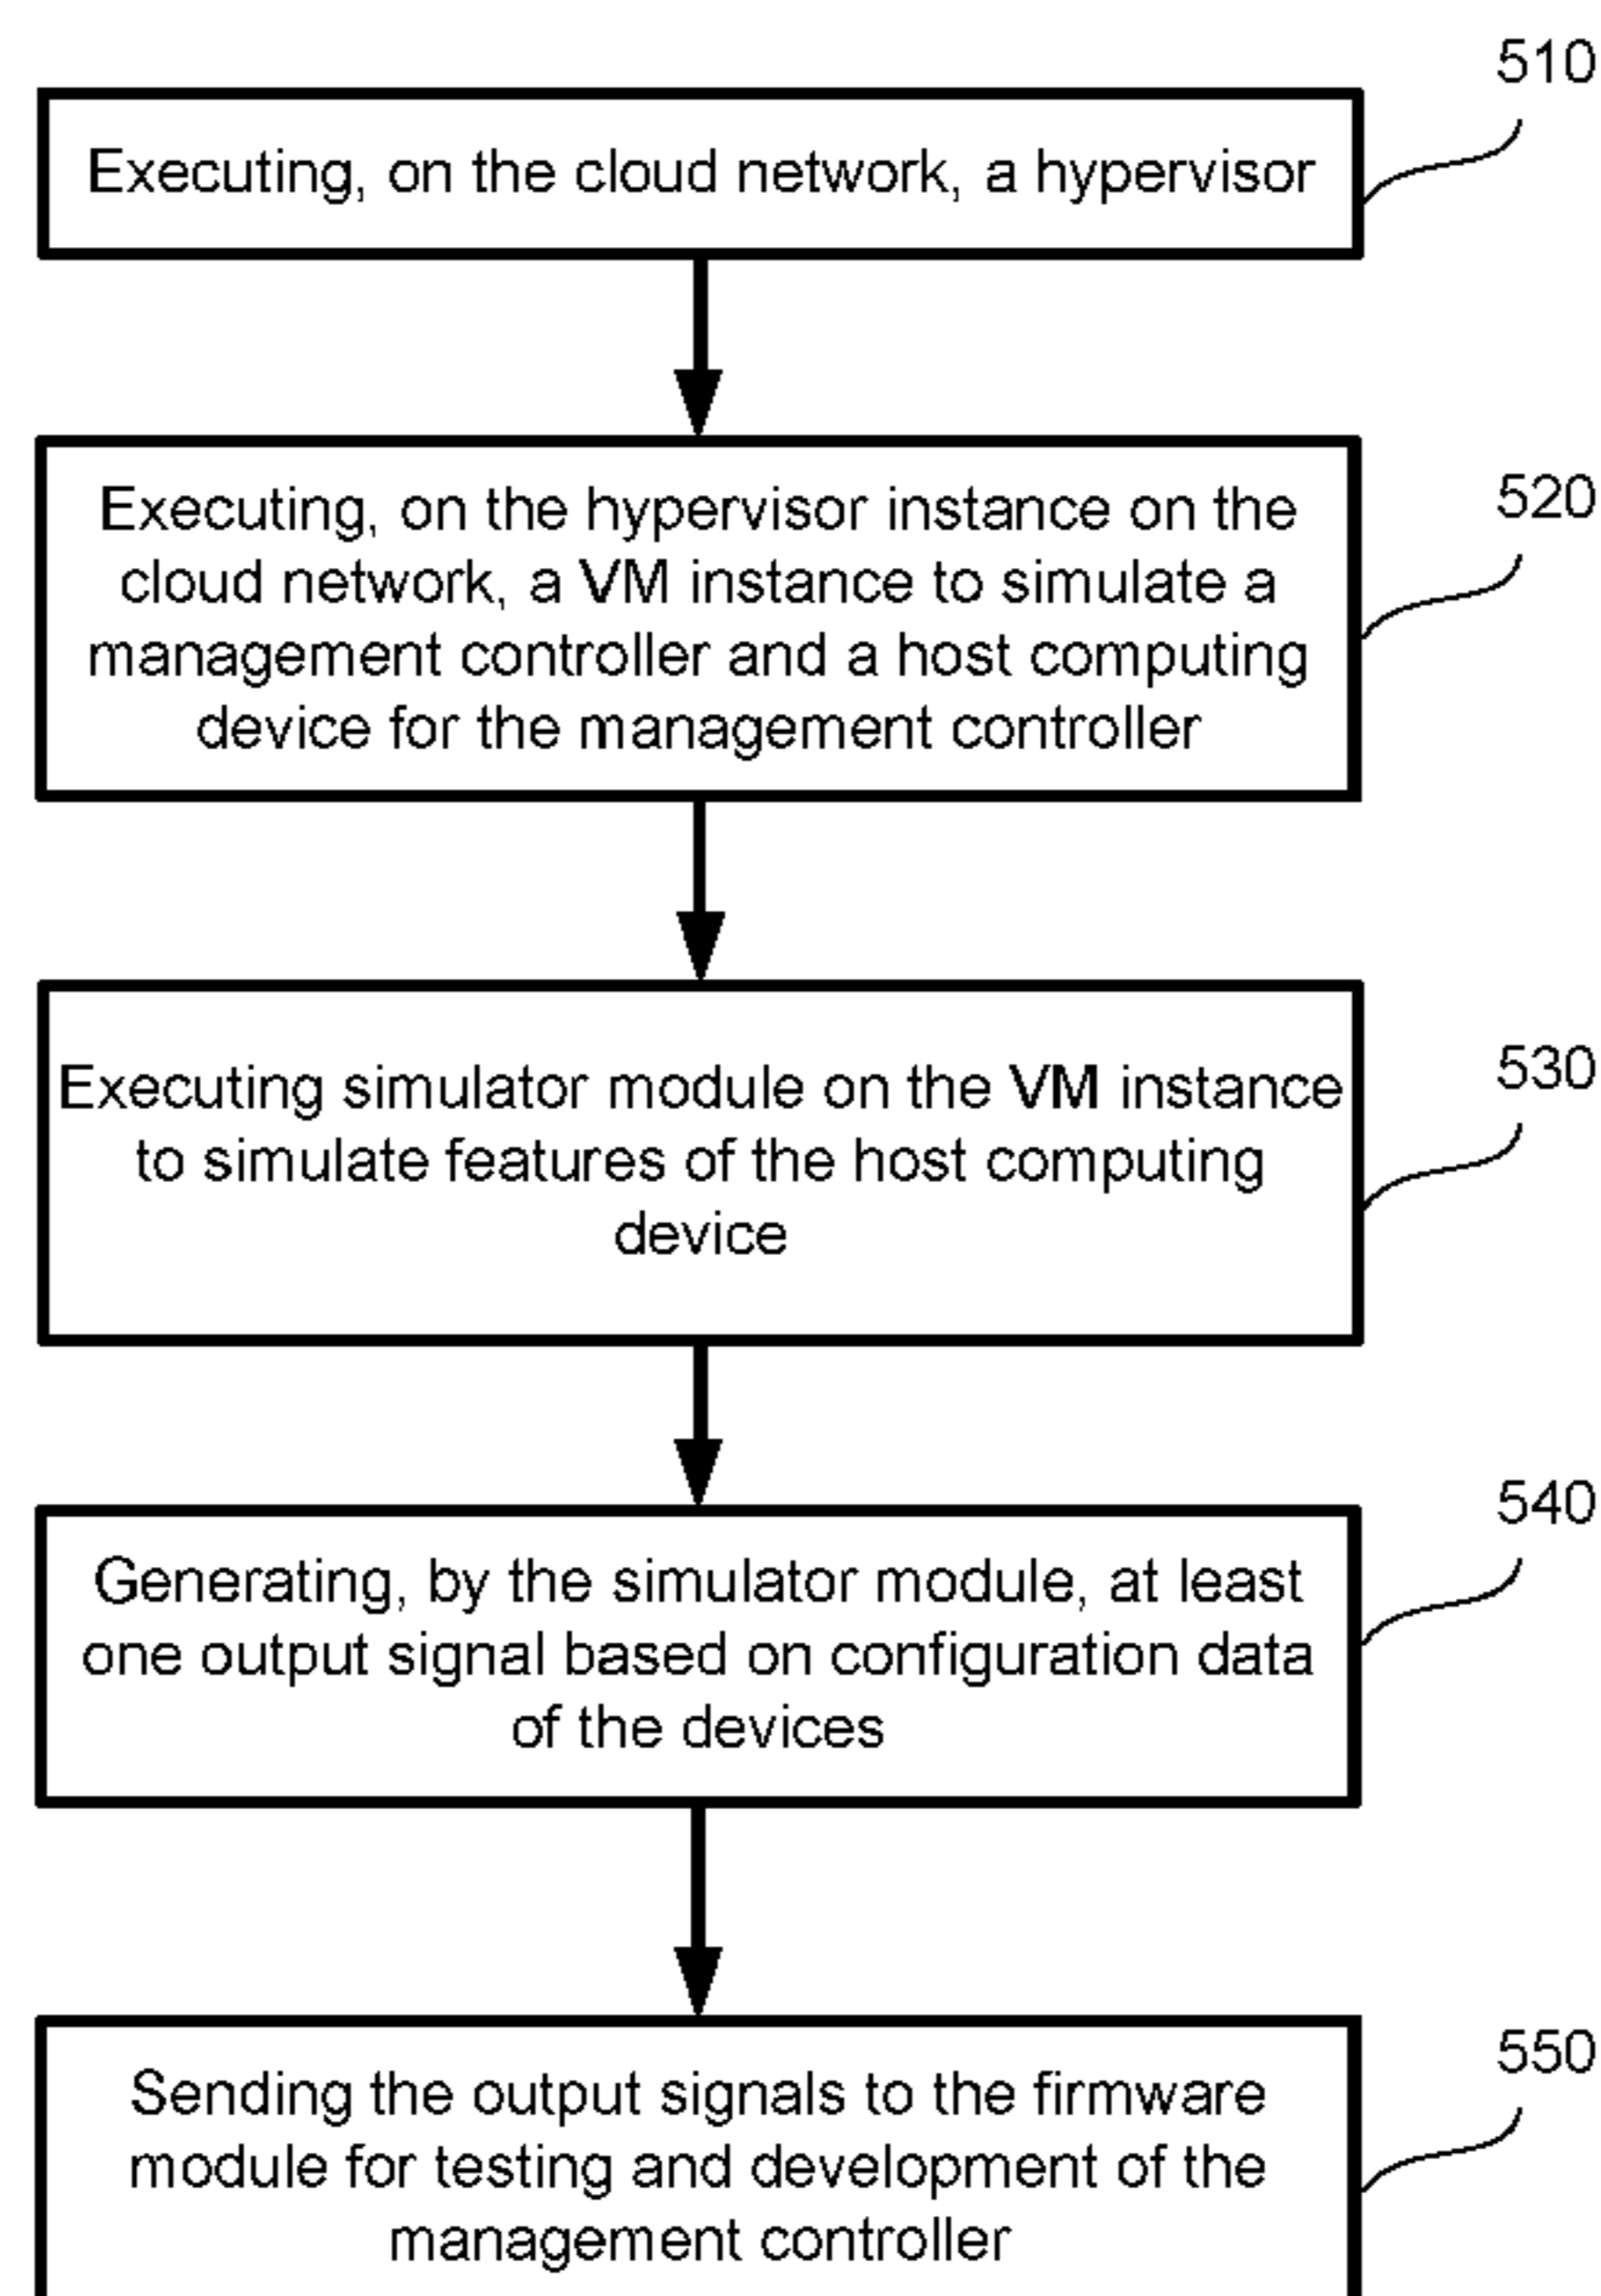 510
Executing, on the cloud network, a hypervisor
520
Executing, on the hypervisor instance on the
cloud network, a VM instance to simulate a
management controller and a host computing
device for the management controller
530
Executing simulator module on the VM instance
to simulate features of the host computing
device
540
Generating, by the simulator module, at least
one output signal based on configuration data
of the devices
550
Sending the output signals to the firmware
module for testing and development of the
management controller